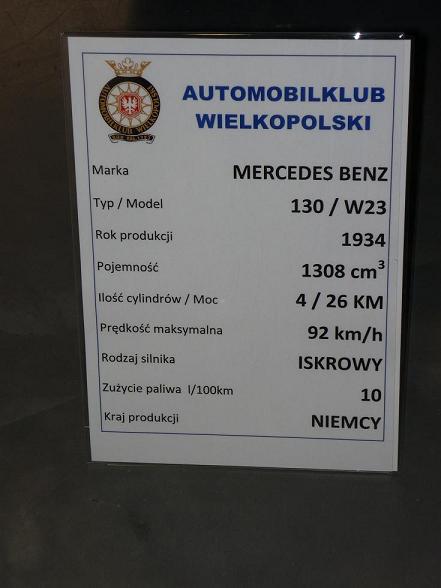 AUTOMOBILKLUB
WIELKOPOLSKI
Marka MERCEDES BENZ
Typ / Model 130 / W23
Rok produkcji 1934
Pojemność 1308 cm³
Ilość cylindrów / Moc 4 / 26 KM
Prędkość maksymalna 92 km/h
Rodzaj silnika ISKROWY
Zużycie paliwa l/100km 10
Kraj produkcji NIEMCY